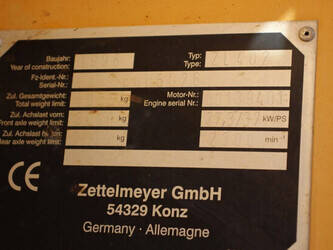 Baujahr:
Year of construction:
Typ:
Type:
Fz-Ident.-Nr.:
Serial-Nr.:
Zul. Gesamtgewicht:
Total weight limit:
kg
Motor-Nr.:
Engine serial Nr.:
Zul. Achslast vorn:
Front axle weight limit:
kg
kW/PS
Zul. Achslast hinten:
Rear axle weight limit:
kg
min⁻¹
CE
Zettelmeyer GmbH
54329 Konz
Germany · Allemagne